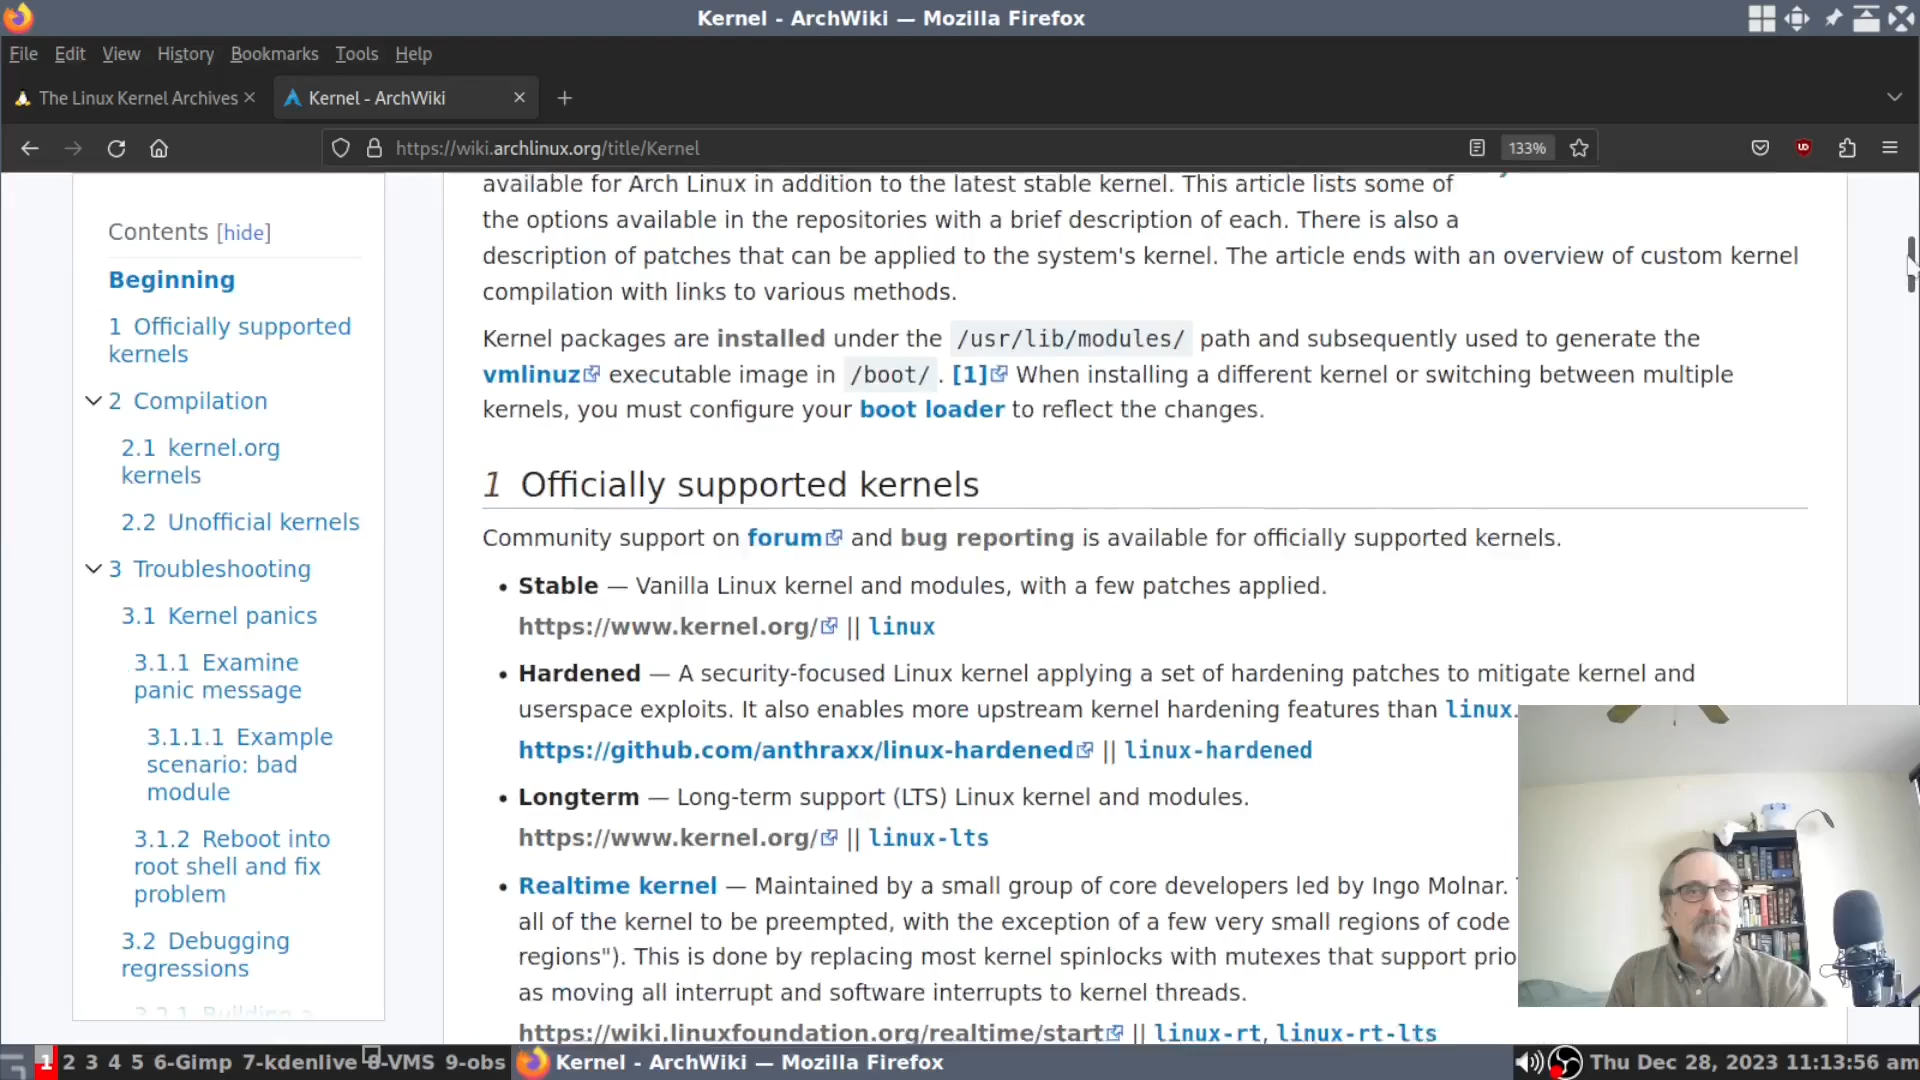 Kernel - ArchWiki — Mozilla Firefox
File Edit View History Bookmarks Tools Help
The Linux Kernel Archives
Kernel - ArchWiki
https://wiki.archlinux.org/title/Kernel
133%
Contents [hide]
Beginning
1 Officially supported
kernels
2 Compilation
2.1 kernel.org
kernels
2.2 Unofficial kernels
3 Troubleshooting
3.1 Kernel panics
3.1.1 Examine
panic message
3.1.1.1 Example
scenario: bad
module
3.1.2 Reboot into
root shell and fix
problem
3.2 Debugging
regressions
3.2.1 Building a
available for Arch Linux in addition to the latest stable kernel. This article lists some of
the options available in the repositories with a brief description of each. There is also a
description of patches that can be applied to the system's kernel. The article ends with an overview of custom kernel
compilation with links to various methods.
Kernel packages are installed under the /usr/lib/modules/ path and subsequently used to generate the
vmlinuz executable image in /boot/. [1] When installing a different kernel or switching between multiple
kernels, you must configure your boot loader to reflect the changes.
1 Officially supported kernels
Community support on forum and bug reporting is available for officially supported kernels.
• Stable — Vanilla Linux kernel and modules, with a few patches applied.
https://www.kernel.org/ || linux
• Hardened — A security-focused Linux kernel applying a set of hardening patches to mitigate kernel and
userspace exploits. It also enables more upstream kernel hardening features than linux.
https://github.com/anthraxx/linux-hardened || linux-hardened
• Longterm — Long-term support (LTS) Linux kernel and modules.
https://www.kernel.org/ || linux-lts
• Realtime kernel — Maintained by a small group of core developers led by Ingo Molnar.
all of the kernel to be preempted, with the exception of a few very small regions of code
regions"). This is done by replacing most kernel spinlocks with mutexes that support prio
as moving all interrupt and software interrupts to kernel threads.
https://wiki.linuxfoundation.org/realtime/start || linux-rt, linux-rt-lts
1 2 3 4 5 6-Gimp 7-kdenlive 8-VMS 9-obs
Kernel - ArchWiki — Mozilla Firefox
Thu Dec 28, 2023 11:13:56 am